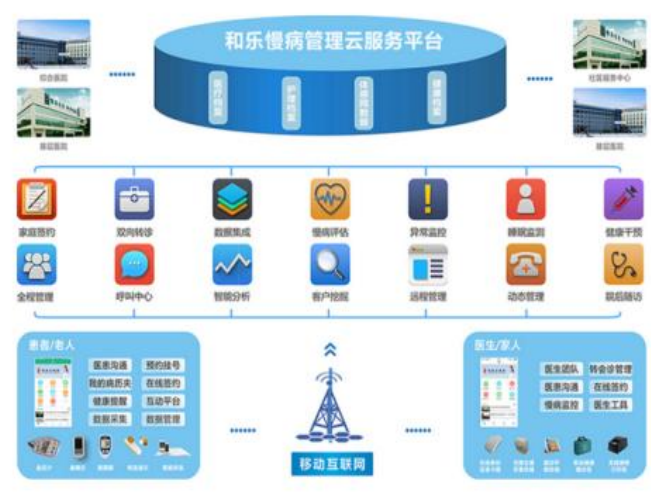 和乐慢病管理云服务平台
综合医院
社区服务中心
医疗档案
护理档案
体检档案
健康档案
基层医院
基层医院
家庭签约
双向转诊
数据集成
慢病评估
异常监控
睡眠监测
健康干预
全程管理
呼叫中心
智能分析
客户挖掘
远程管理
动态管理
院后随访
患者/老人
医患沟通
预约挂号
我的病历夹
在线签约
健康提醒
互动平台
数据采集
数据管理
移动互联网
医生/家人
医生团队
转会诊管理
医患沟通
在线签约
慢病监控
医生工具